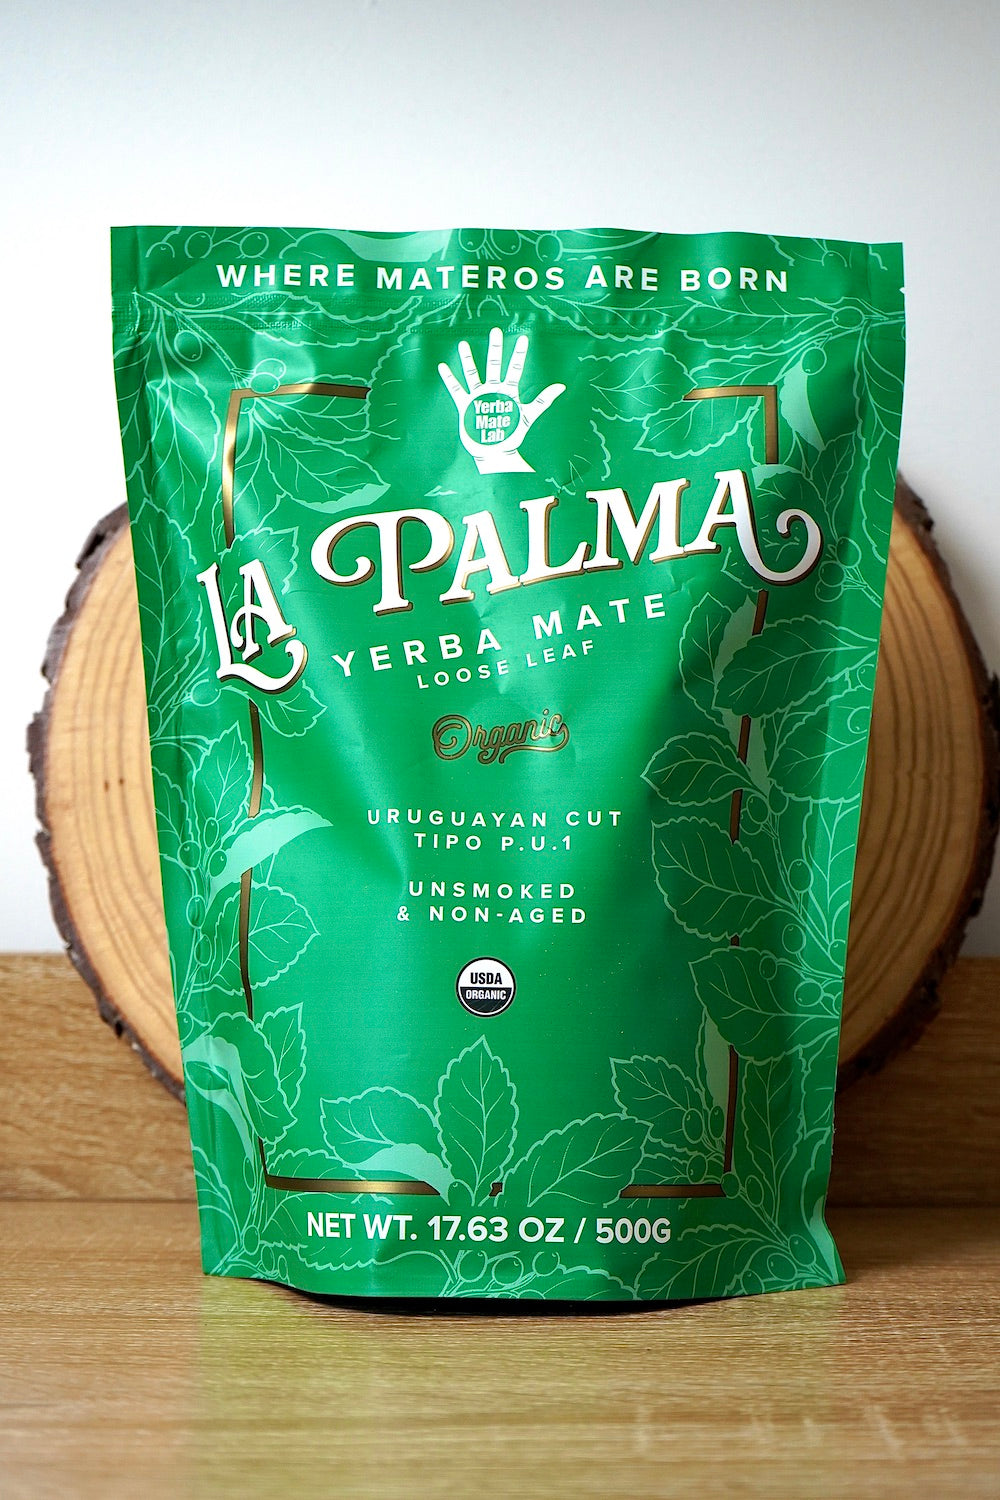 WHERE MATEROS ARE BORN
Yerba
Mate
Lab
LA PALMA
YERBA MATE
LOOSE LEAF
Organic
URUGUAYAN CUT
TIPO P.U.1
UNSMOKED
& NON-AGED
USDA
ORGANIC
NET WT. 17.63 OZ / 500G